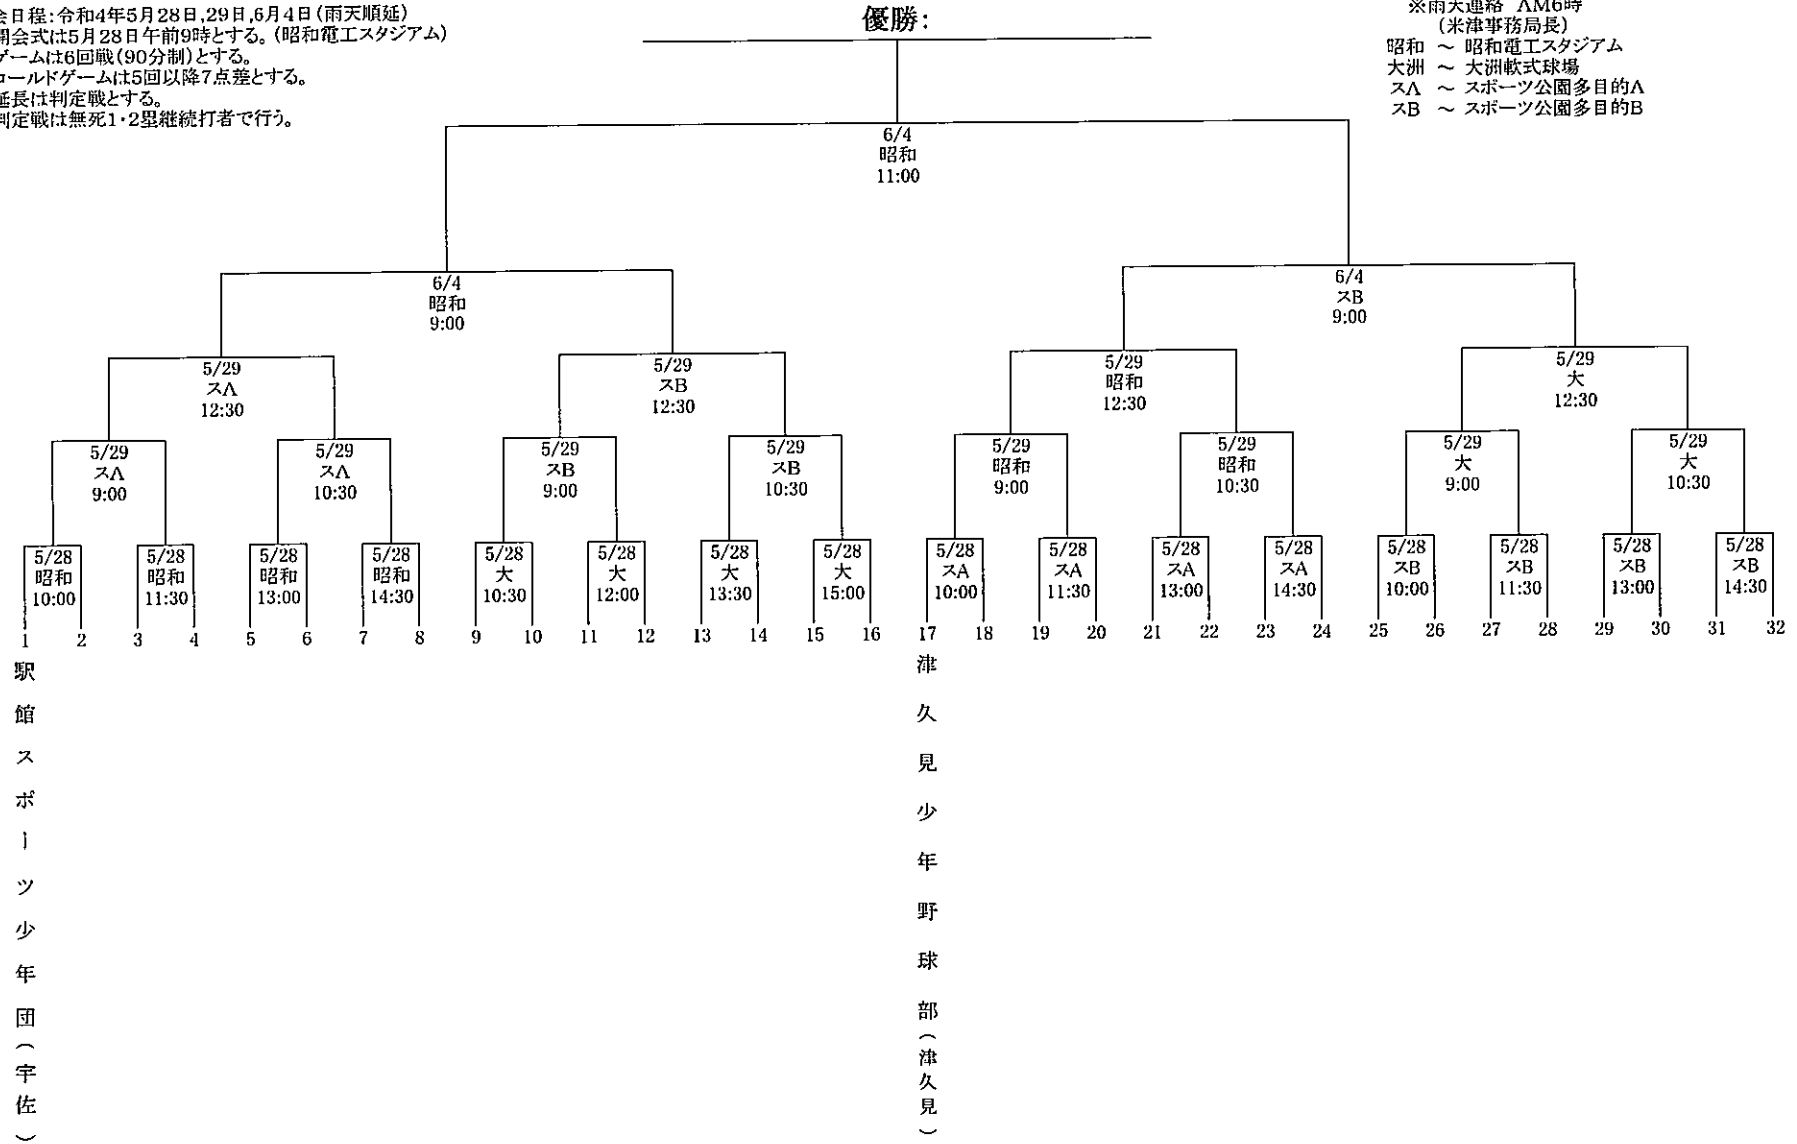 会日程:令和4年5月28日,29日,6月4日(雨天順延)
開会式は5月28日午前9時とする。(昭和電工スタジアム)
ゲームは6回戦(90分制)とする。
コールドゲームは5回以降7点差とする。
延長は判定戦とする。
判定戦は無死1・2塁継続打者で行う。
優勝:
※雨天連絡 AM6時
(米津事務局長)
昭和 ~ 昭和電工スタジアム
大洲 ~ 大洲軟式球場
スA ~ スポーツ公園多目的A
スB ~ スポーツ公園多目的B
6/4
昭和
11:00
6/4
昭和
9:00
6/4
スB
9:00
5/29
スA
12:30
5/29
スB
12:30
5/29
昭和
12:30
5/29
大
12:30
5/29
スA
9:00
5/29
スA
10:30
5/29
スB
9:00
5/29
スB
10:30
5/29
昭和
9:00
5/29
昭和
10:30
5/29
大
9:00
5/29
大
10:30
5/28
昭和
10:00
5/28
昭和
11:30
5/28
昭和
13:00
5/28
昭和
14:30
5/28
大
10:30
5/28
大
12:00
5/28
大
13:30
5/28
大
15:00
5/28
スA
10:00
5/28
スA
11:30
5/28
スA
13:00
5/28
スA
14:30
5/28
スB
10:00
5/28
スB
11:30
5/28
スB
13:00
5/28
スB
14:30
1 2 3 4 5 6 7 8 9 10 11 12 13 14 15 16 17 18 19 20 21 22 23 24 25 26 27 28 29 30 31 32
駅館スポーツ少年団(宇佐)
津久見少年野球部(津久見)